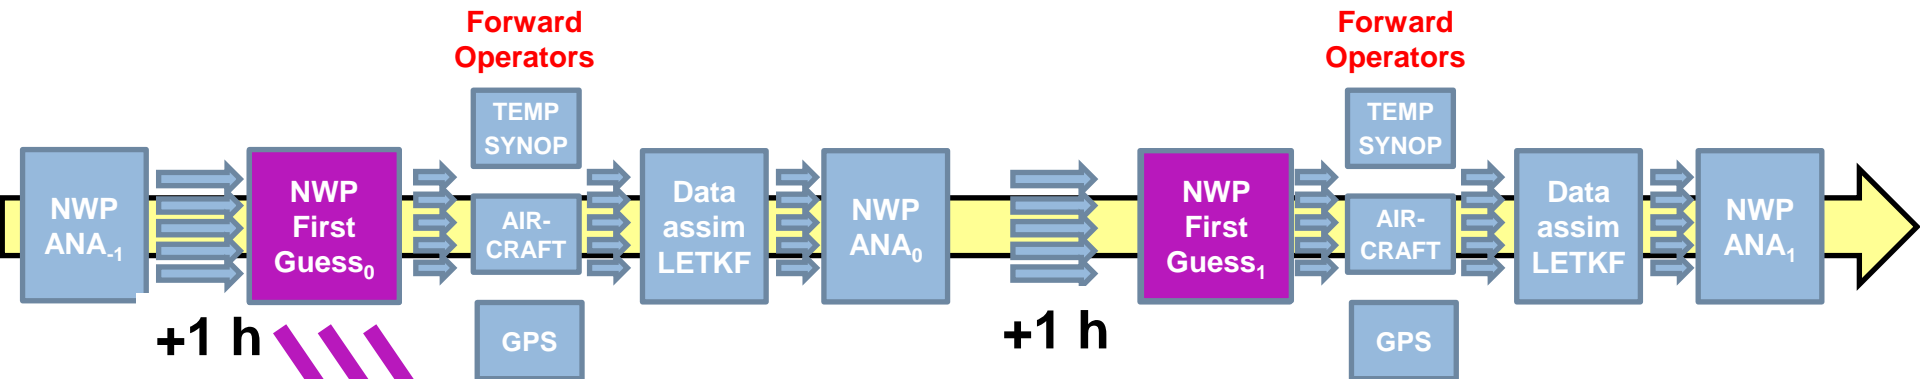 Forward
Operators
Forward
Operators
TEMP
SYNOP
TEMP
SYNOP
NWP
ANA-1
NWP
First
Guess0
AIR-
CRAFT
Data
assim
LETKF
NWP
ANA0
NWP
First
Guess1
AIR-
CRAFT
Data
assim
LETKF
NWP
ANA1
+1 h
GPS
+1 h
GPS